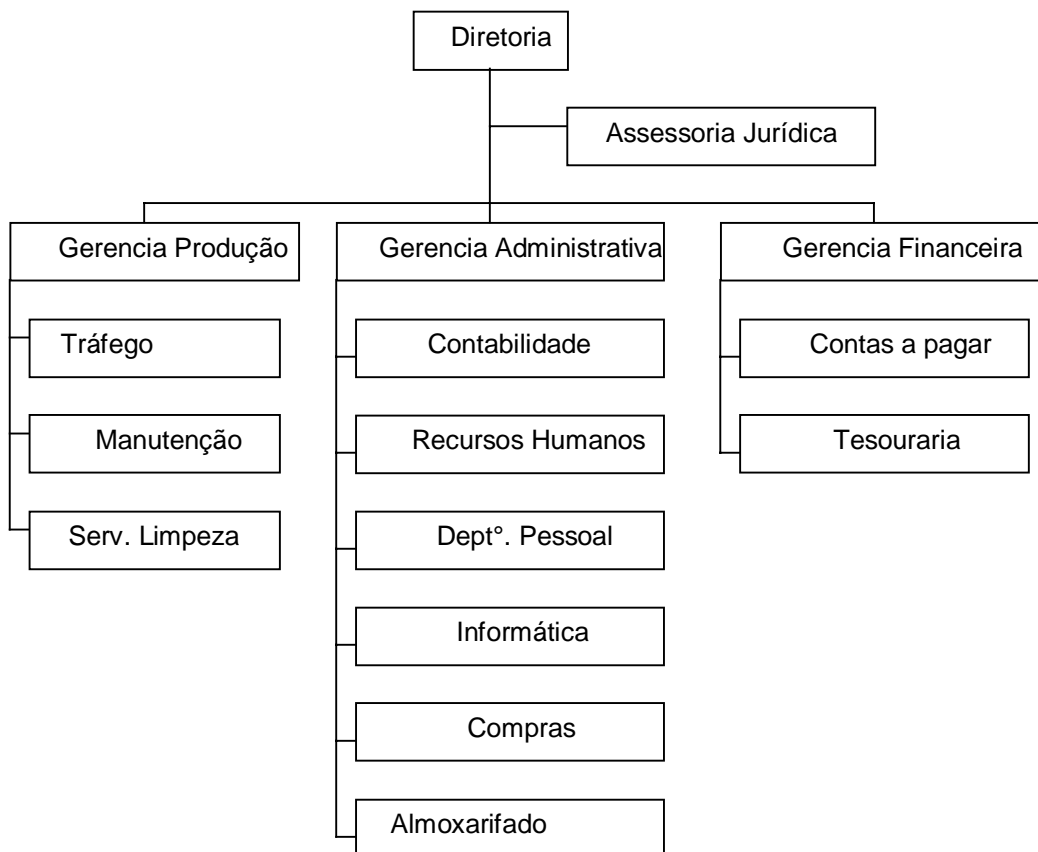 Diretoria
Assessoria Jurídica
Gerencia Produção
Gerencia Administrativa
Gerencia Financeira
Tráfego
Contabilidade
Contas a pagar
Manutenção
Recursos Humanos
Tesouraria
Serv. Limpeza
Dept°. Pessoal
Informática
Compras
Almoxarifado